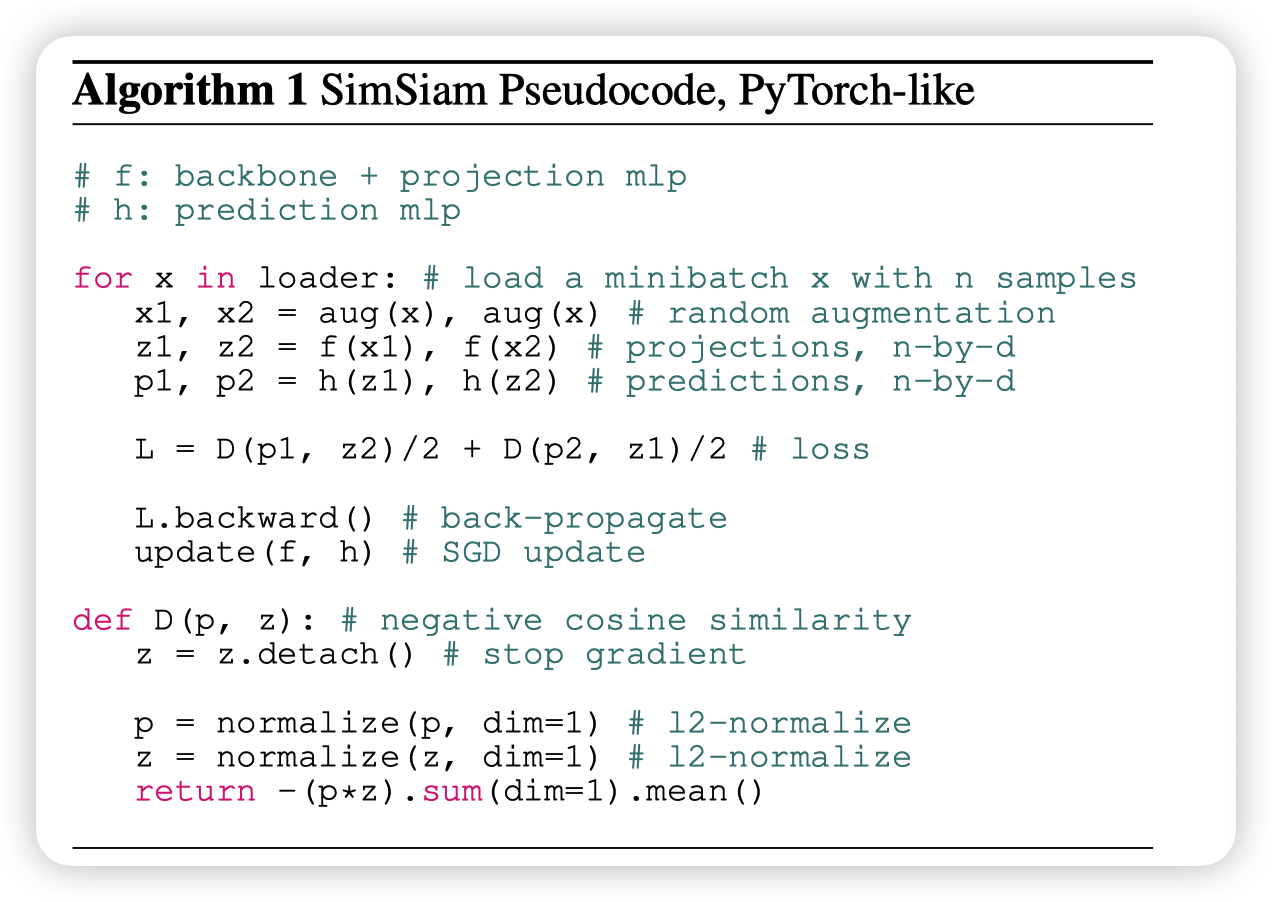 Algorithm 1 SimSiam Pseudocode, PyTorch-like
# f: backbone + projection mlp
# h: prediction mlp
for x in loader: # load a minibatch x with n samples
x1, x2 = aug(x), aug(x) # random augmentation
z1, z2 = f(x1), f(x2) # projections, n-by-d
p1, p2 = h(z1), h(z2) # predictions, n-by-d
L = D(p1, z2)/2 + D(p2, z1)/2 # loss
L.backward() # back-propagate
update(f, h) # SGD update
def D(p, z): # negative cosine similarity
z = z.detach() # stop gradient
p = normalize(p, dim=1) # l2-normalize
z = normalize(z, dim=1) # l2-normalize
return -(p*z).sum(dim=1).mean()